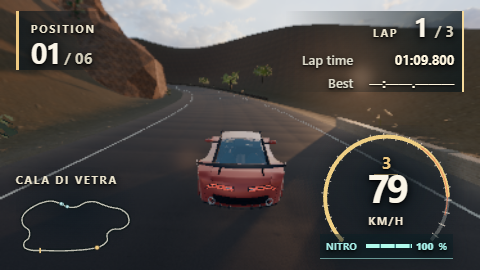 POSITION
01 / 06
LAP 1 / 3
Lap time 01:09.800
Best --:--.---
CALA DI VETRA
3
79
KM/H
NITRO 100 %